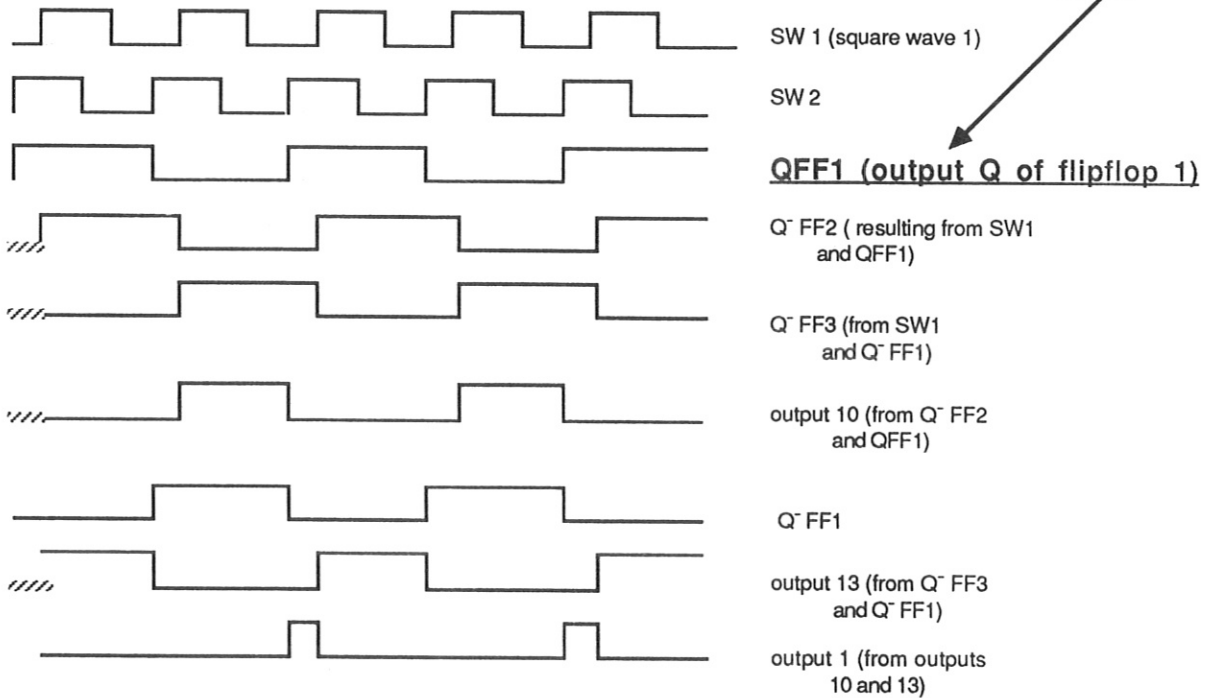 SW 1 (square wave 1)
SW 2
QFF1 (output Q of flipflop 1)
Q⁻ FF2 ( resulting from SW1
and QFF1)
Q⁻ FF3 (from SW1
and Q⁻ FF1)
output 10 (from Q⁻ FF2
and QFF1)
Q⁻ FF1
output 13 (from Q⁻ FF3
and Q⁻ FF1)
output 1 (from outputs
10 and 13)